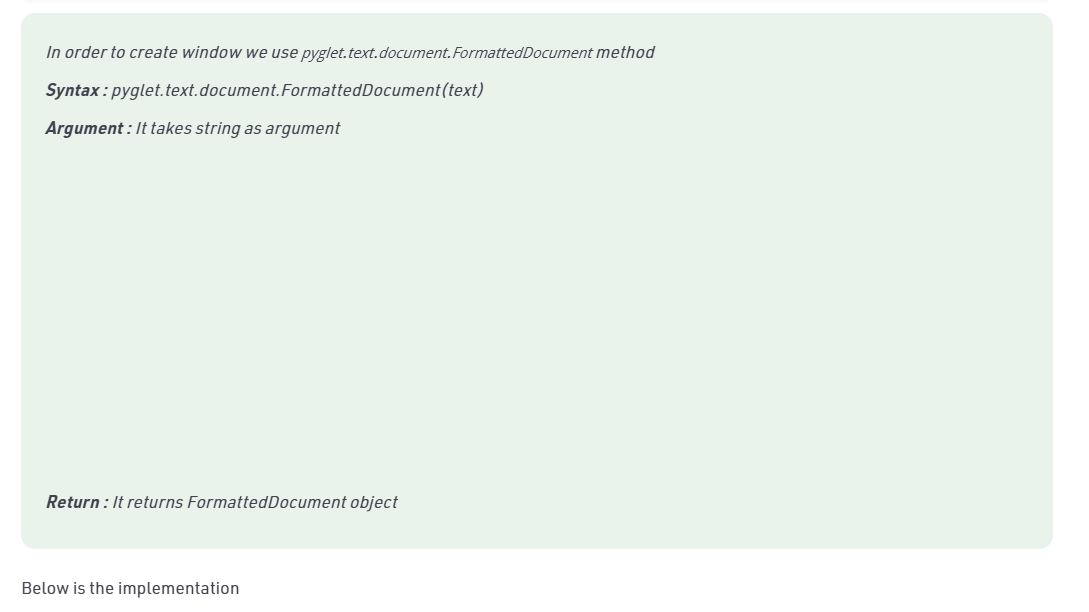 In order to create window we use pyglet.text.document.FormattedDocument method
Syntax : pyglet.text.document.FormattedDocument(text)
Argument : It takes string as argument
Return : It returns FormattedDocument object
Below is the implementation